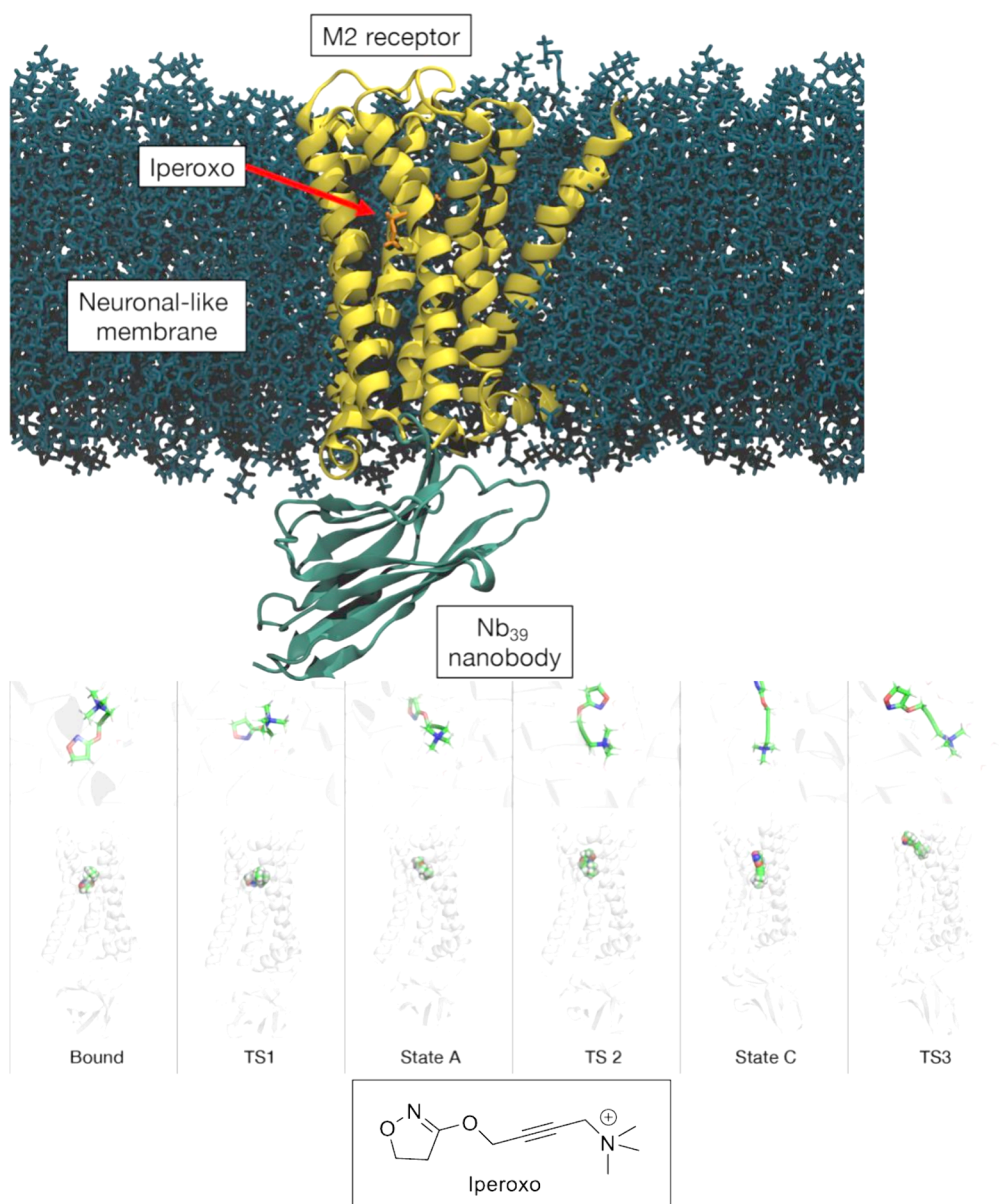 M2 receptor
Iperoxo
Neuronal-like
membrane
Nb₃₉
nanobody
Bound
TS1
State A
TS 2
State C
TS3
O
N
O
N
+
Iperoxo